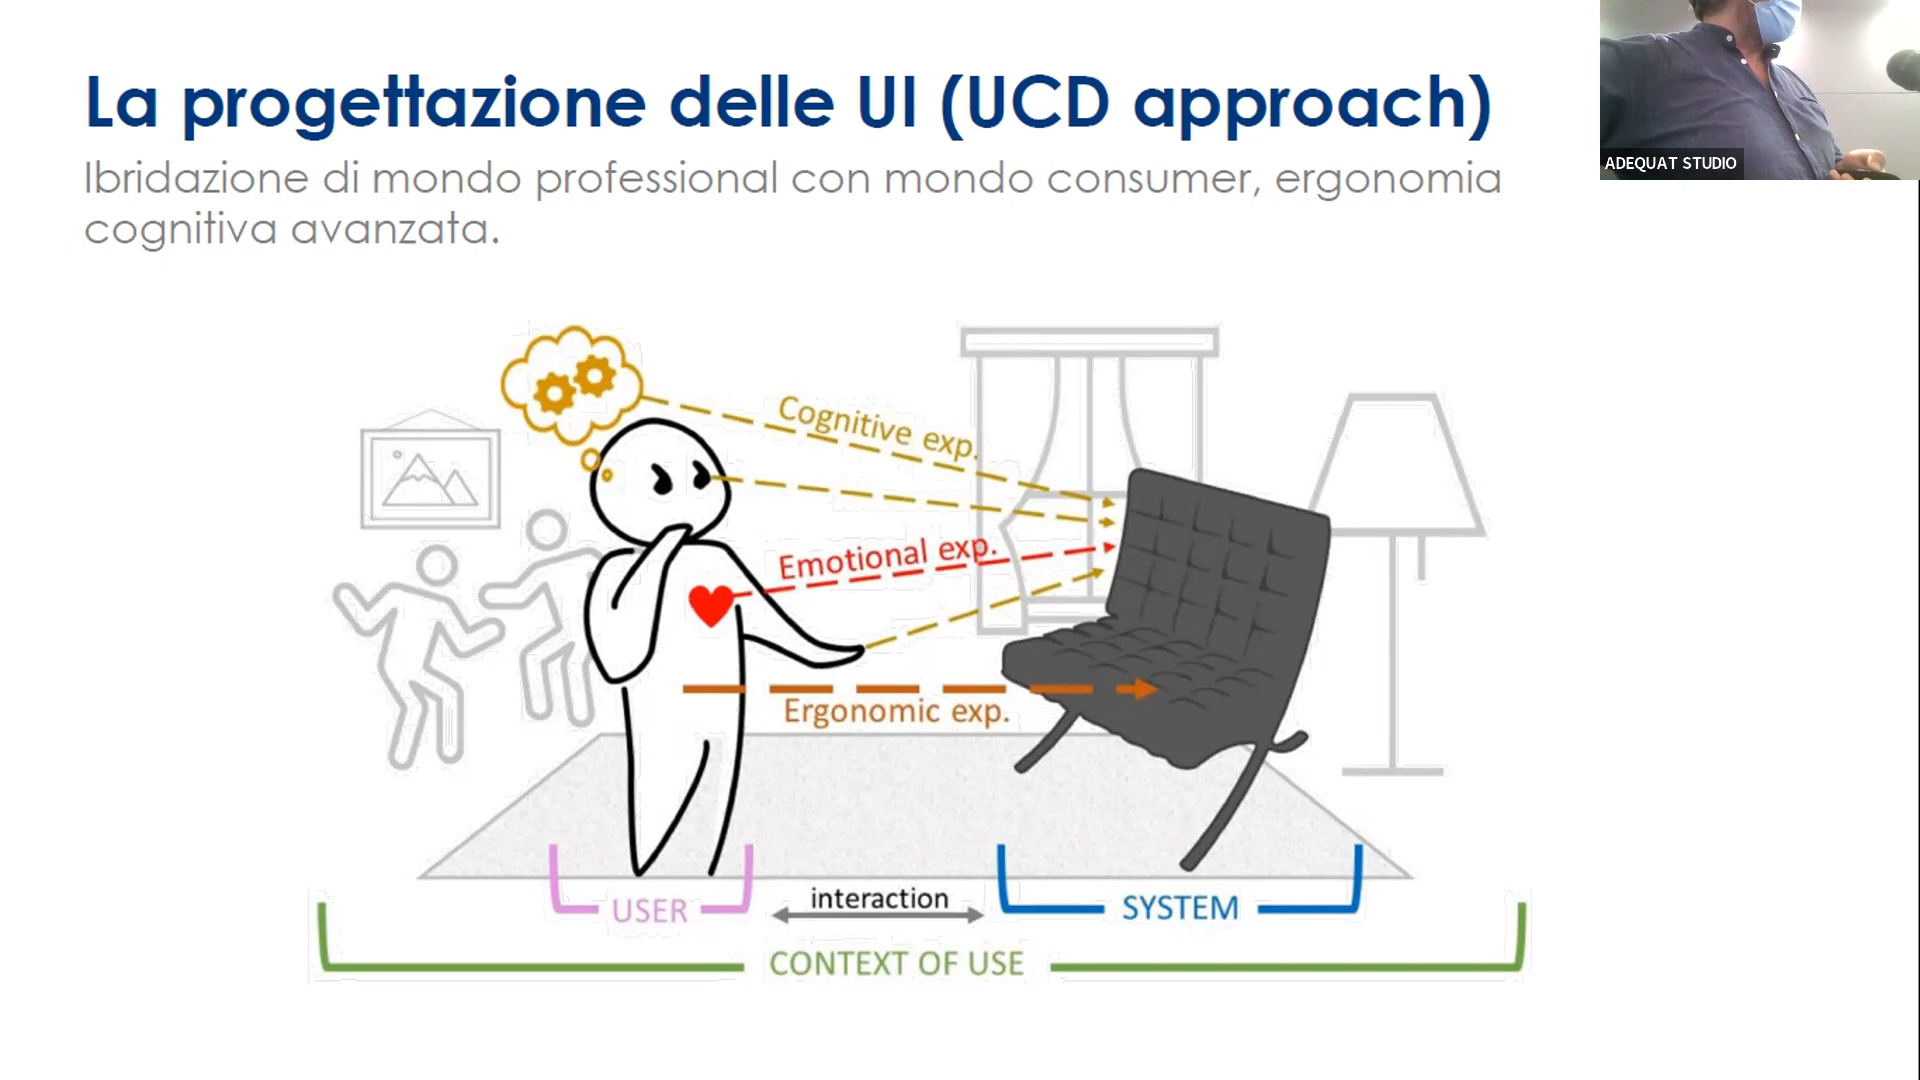 La progettazione delle UI (UCD approach)
Ibridazione di mondo professional con mondo consumer, ergonomia
cognitiva avanzata.
ADEQUAT STUDIO
Cognitive exp.
Emotional exp.
Ergonomic exp.
USER
interaction
SYSTEM
CONTEXT OF USE